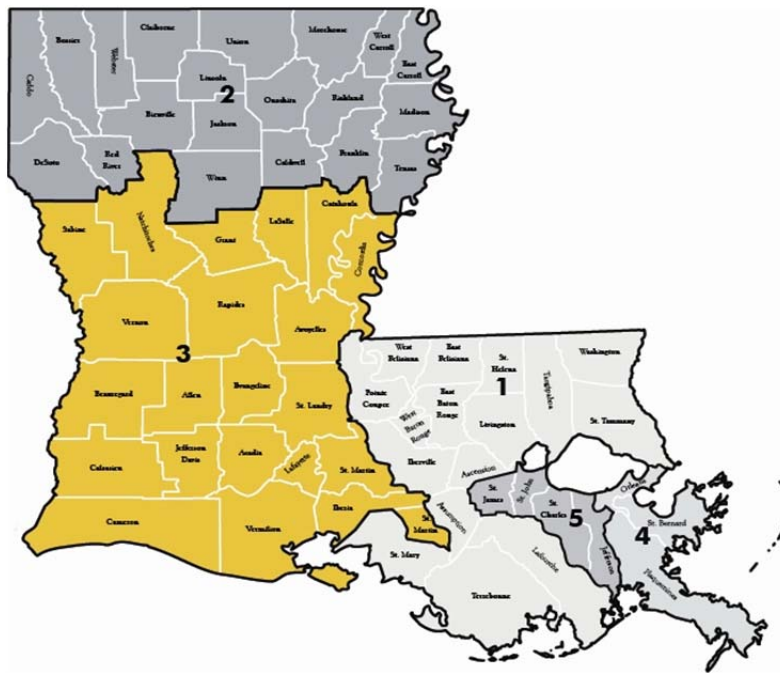 Caddo
Bossier
Webster
Claiborne
Union
Morehouse
West
Carroll
East
Carroll
Lincoln
2
Ouachita
Richland
Madison
Bienville
Jackson
DeSoto
Red
River
Winn
Caldwell
Franklin
Tensas
Sabine
Natchitoches
Grant
LaSalle
Catahoula
Concordia
Vernon
Rapides
Avoyelles
3
Beauregard
Allen
Evangeline
St. Landry
Calcasieu
Jefferson
Davis
Acadia
Lafayette
St. Martin
Cameron
Vermilion
Iberia
St.
Martin
West
Feliciana
East
Feliciana
St.
Helena
Tangipahoa
Washington
1
Pointe
Coupee
West
Baton
Rouge
East
Baton
Rouge
Livingston
St. Tammany
Iberville
Ascension
Assumption
St.
James
St. John
St.
Charles
5
Jefferson
Orleans
St. Bernard
4
Plaquemines
St. Mary
Terrebonne
Lafourche